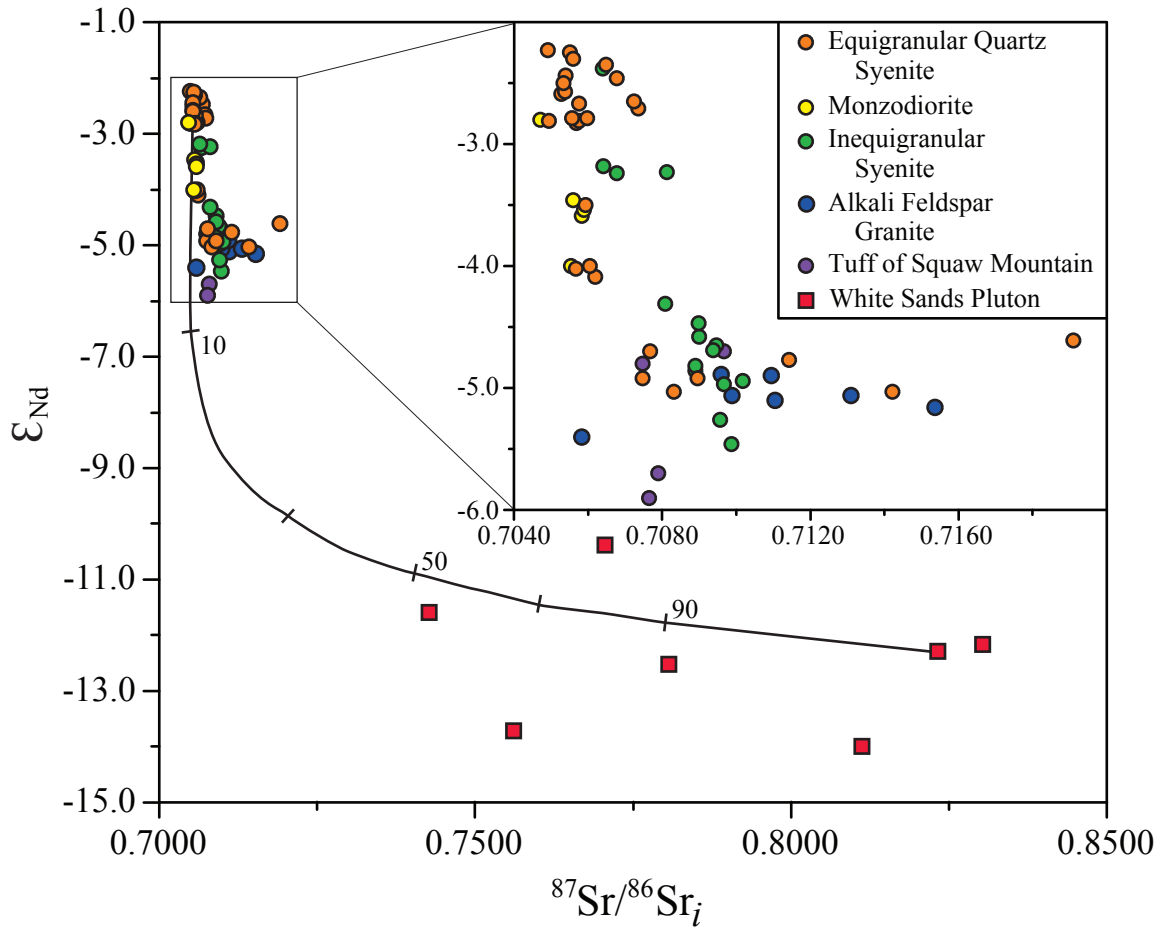 -1.0
-3.0
-5.0
-7.0
-9.0
-11.0
-13.0
-15.0
εNd
0.7000
0.7500
0.8000
0.8500
⁸⁷Sr/⁸⁶Srᵢ
10
50
90
-3.0
-4.0
-5.0
-6.0
0.7040
0.7080
0.7120
0.7160
Equigranular Quartz
Syenite
Monzodiorite
Inequigranular
Syenite
Alkali Feldspar
Granite
Tuff of Squaw Mountain
White Sands Pluton